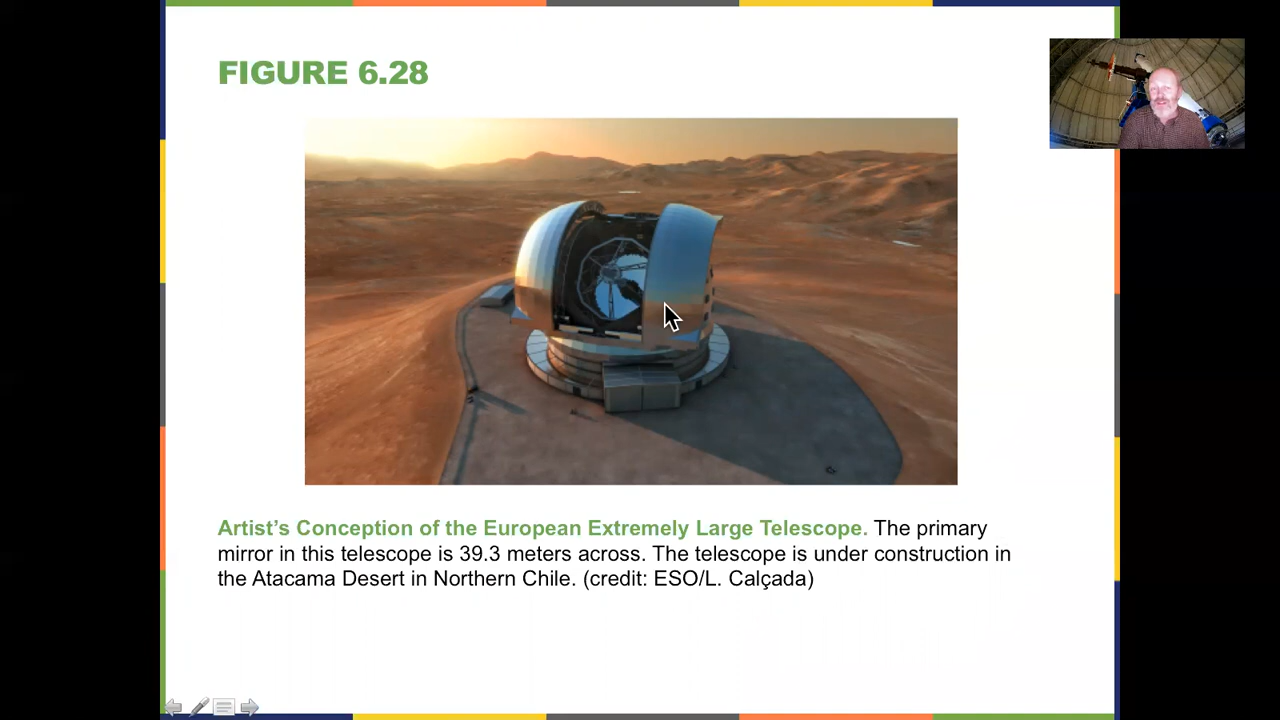 FIGURE 6.28
Artist’s Conception of the European Extremely Large Telescope. The primary
mirror in this telescope is 39.3 meters across. The telescope is under construction in
the Atacama Desert in Northern Chile. (credit: ESO/L. Calçada)